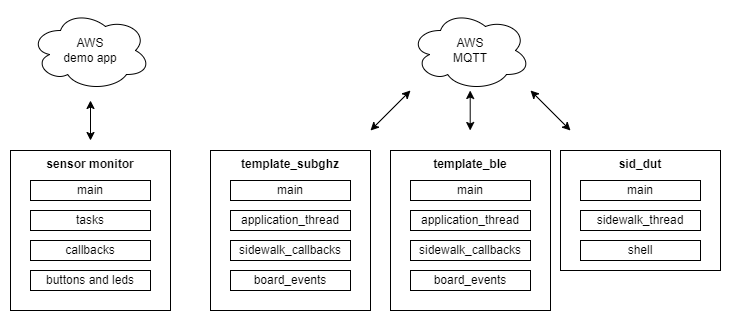 AWS
demo app
AWS
MQTT
sensor monitor
main
tasks
callbacks
buttons and leds
template_subghz
main
application_thread
sidewalk_callbacks
board_events
template_ble
main
application_thread
sidewalk_callbacks
board_events
sid_dut
main
sidewalk_thread
shell